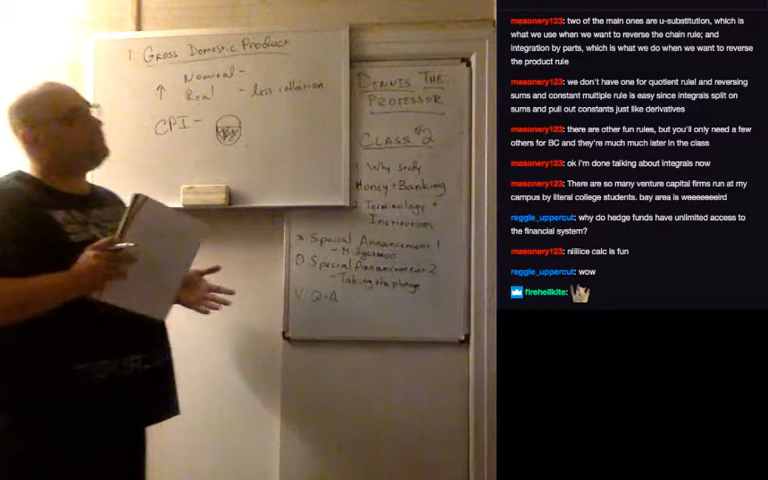 1. Gross Domestic Product
Nominal -
↑ Real - less inflation
CPI -
Dennis The
Professor
Class
1. Why study
Money + Banking
2. Terminology +
Institutions
3. Special Announcement 1
Special Announcement 2
- Taking the plunge
V. Q-A
masonery123: two of the main ones are u-substitution, which is
what we use when we want to reverse the chain rule; and
integration by parts, which is what we do when we want to reverse
the product rule
masonery123: we don't have one for quotient rule! and reversing
sums and constant multiple rule is easy since integrals split on
sums and pull out constants just like derivatives
masonery123: there are other fun rules, but you'll only need a few
others for BC and they're much much later in the class
masonery123: ok i'm done talking about integrals now
masonery123: There are so many venture capital firms run at my
campus by literal college students. bay area is weeeeeeeird
reggie_uppercut: why do hedge funds have unlimited access to
the financial system?
masonery123: niiiice calc is fun
reggie_uppercut: wow
firehellkite: